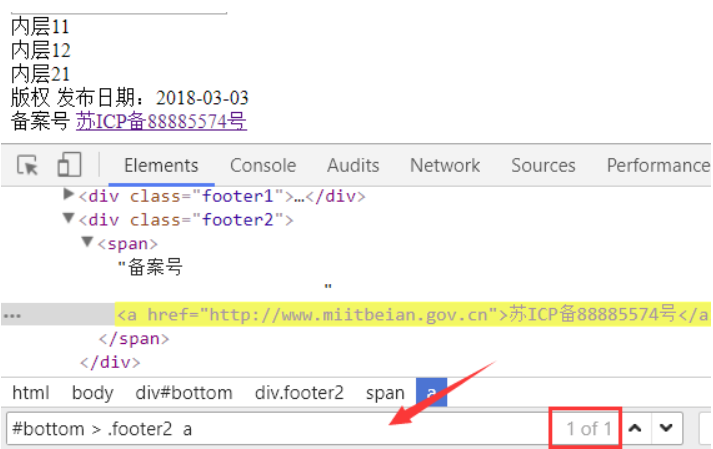 内层11
内层12
内层21
版权 发布日期：2018-03-03
备案号 苏ICP备88885574号
Elements Console Audits Network Sources Performance
▶<div class="footer1">…</div>
▼<div class="footer2">
▼<span>
"备案号
"
<a href="http://www.miitbeian.gov.cn">苏ICP备88885574号</a
</span>
</div>
html body div#bottom div.footer2 span a
#bottom > .footer2 a 1 of 1